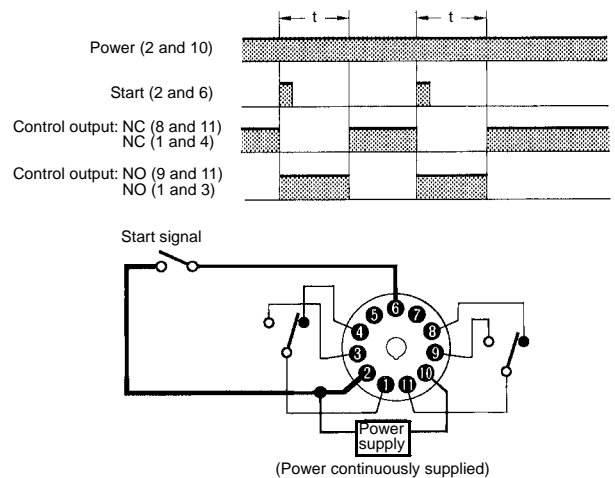 t t
Power (2 and 10)
Start (2 and 6)
Control output: NC (8 and 11)
NC (1 and 4)
Control output: NO (9 and 11)
NO (1 and 3)
Start signal
6
5 7
4 8
3 9
2 10
1 11
Power
supply
(Power continuously supplied)